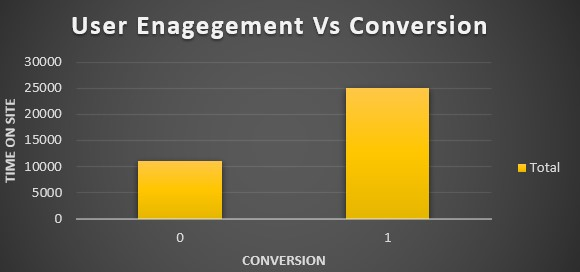 User Enagegement Vs Conversion
30000
25000
20000
15000
10000
5000
0
TIME ON SITE
0
1
CONVERSION
Total